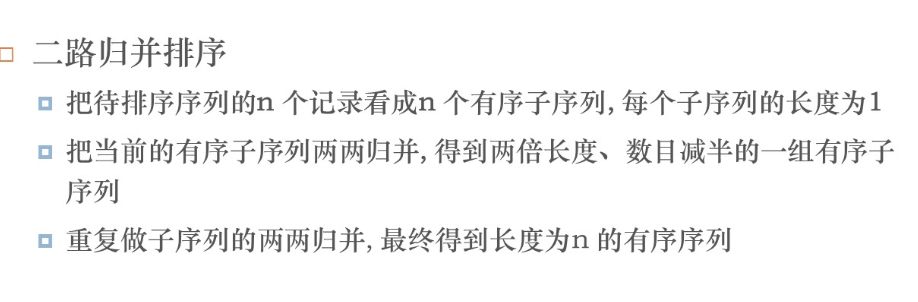 二路归并排序
把待排序序列的n 个记录看成n 个有序子序列, 每个子序列的长度为1
把当前的有序子序列两两归并, 得到两倍长度、数目减半的一组有序子
序列
重复做子序列的两两归并, 最终得到长度为n 的有序序列